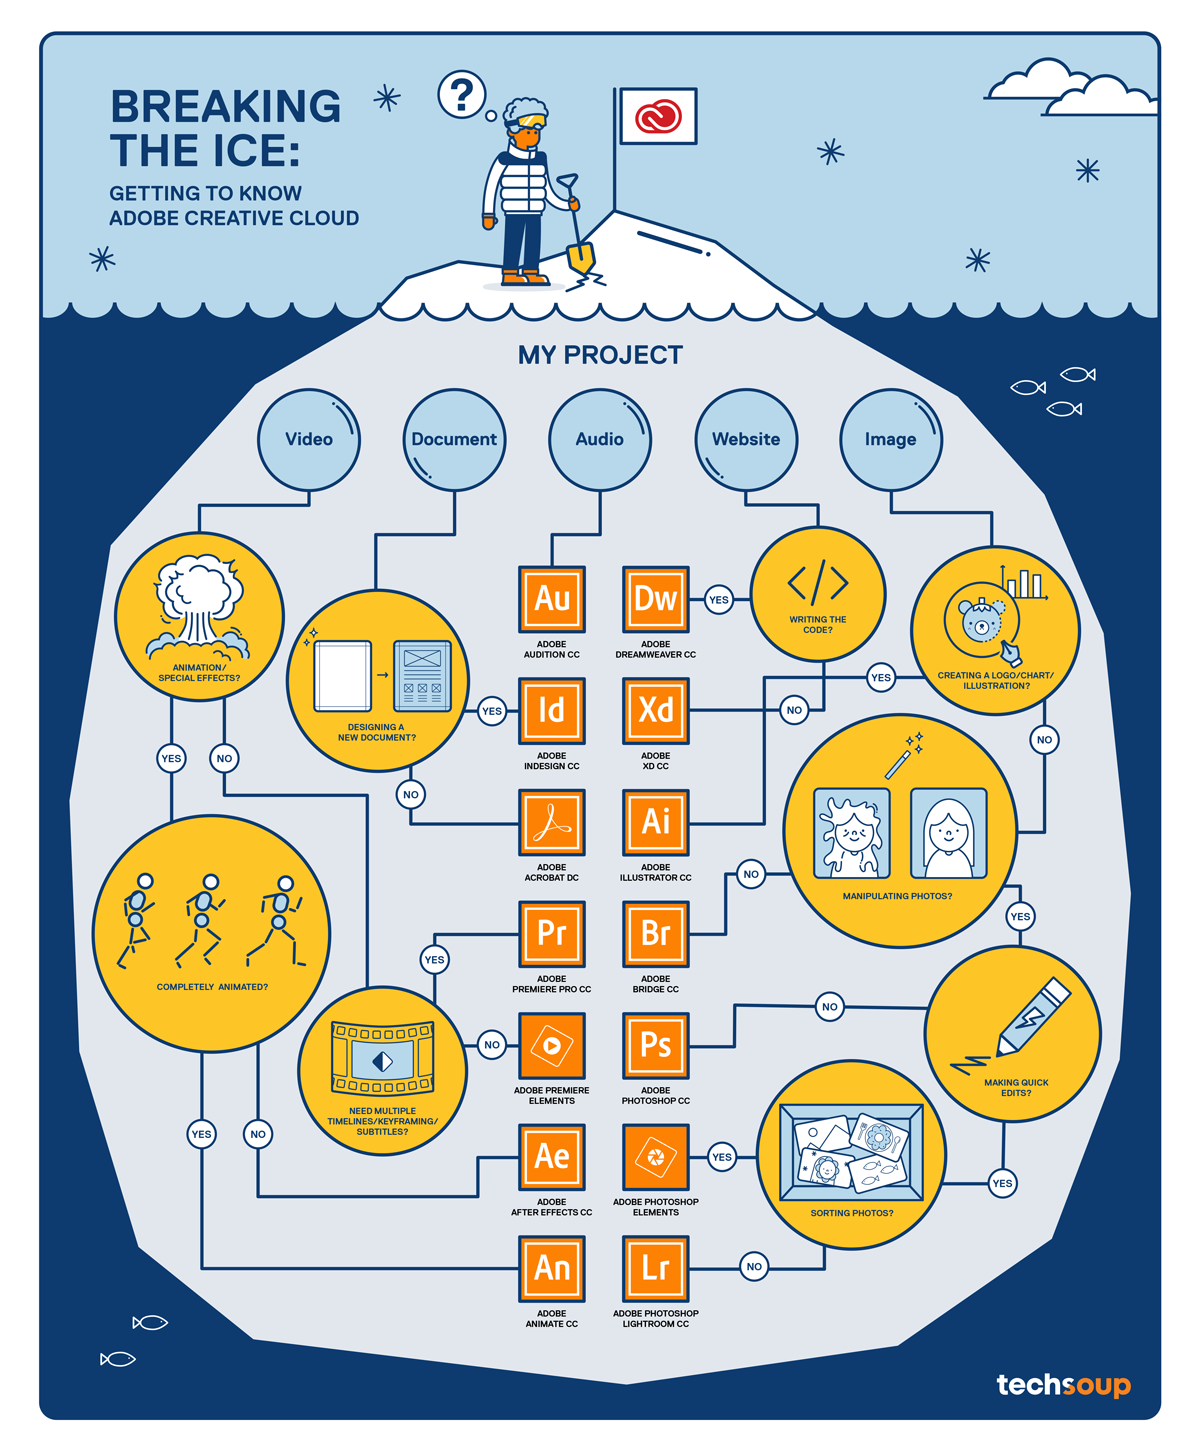 BREAKING
THE ICE:
GETTING TO KNOW
ADOBE CREATIVE CLOUD
?
MY PROJECT
Video
Document
Audio
Website
Image
ANIMATION/
SPECIAL EFFECTS?
YES
NO
DESIGNING A
NEW DOCUMENT?
YES
NO
COMPLETELY ANIMATED?
YES
NO
NEED MULTIPLE
TIMELINES/KEYFRAMING/
SUBTITLES?
YES
NO
Au
ADOBE
AUDITION CC
Id
ADOBE
INDESIGN CC
ADOBE
ACROBAT DC
Pr
ADOBE
PREMIERE PRO CC
ADOBE PREMIERE
ELEMENTS
Ae
ADOBE
AFTER EFFECTS CC
An
ADOBE
ANIMATE CC
Dw
ADOBE
DREAMWEAVER CC
Xd
ADOBE
XD CC
Ai
ADOBE
ILLUSTRATOR CC
Br
ADOBE
BRIDGE CC
Ps
ADOBE
PHOTOSHOP CC
ADOBE PHOTOSHOP
ELEMENTS
Lr
ADOBE PHOTOSHOP
LIGHTROOM CC
</>
WRITING THE
CODE?
YES
NO
CREATING A LOGO/CHART/
ILLUSTRATION?
YES
NO
MANIPULATING PHOTOS?
NO
YES
MAKING QUICK
EDITS?
NO
YES
SORTING PHOTOS?
YES
NO
techsoup